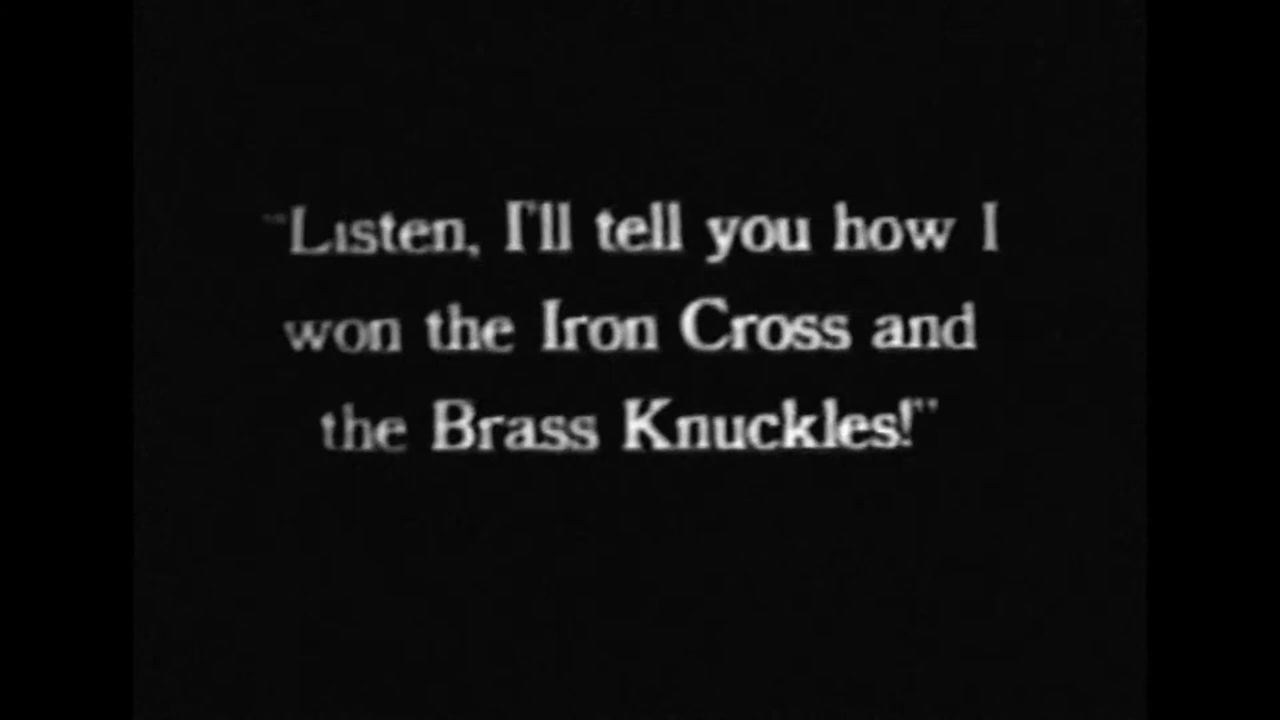 "Listen, I'll tell you how I
won the Iron Cross and
the Brass Knuckles!"